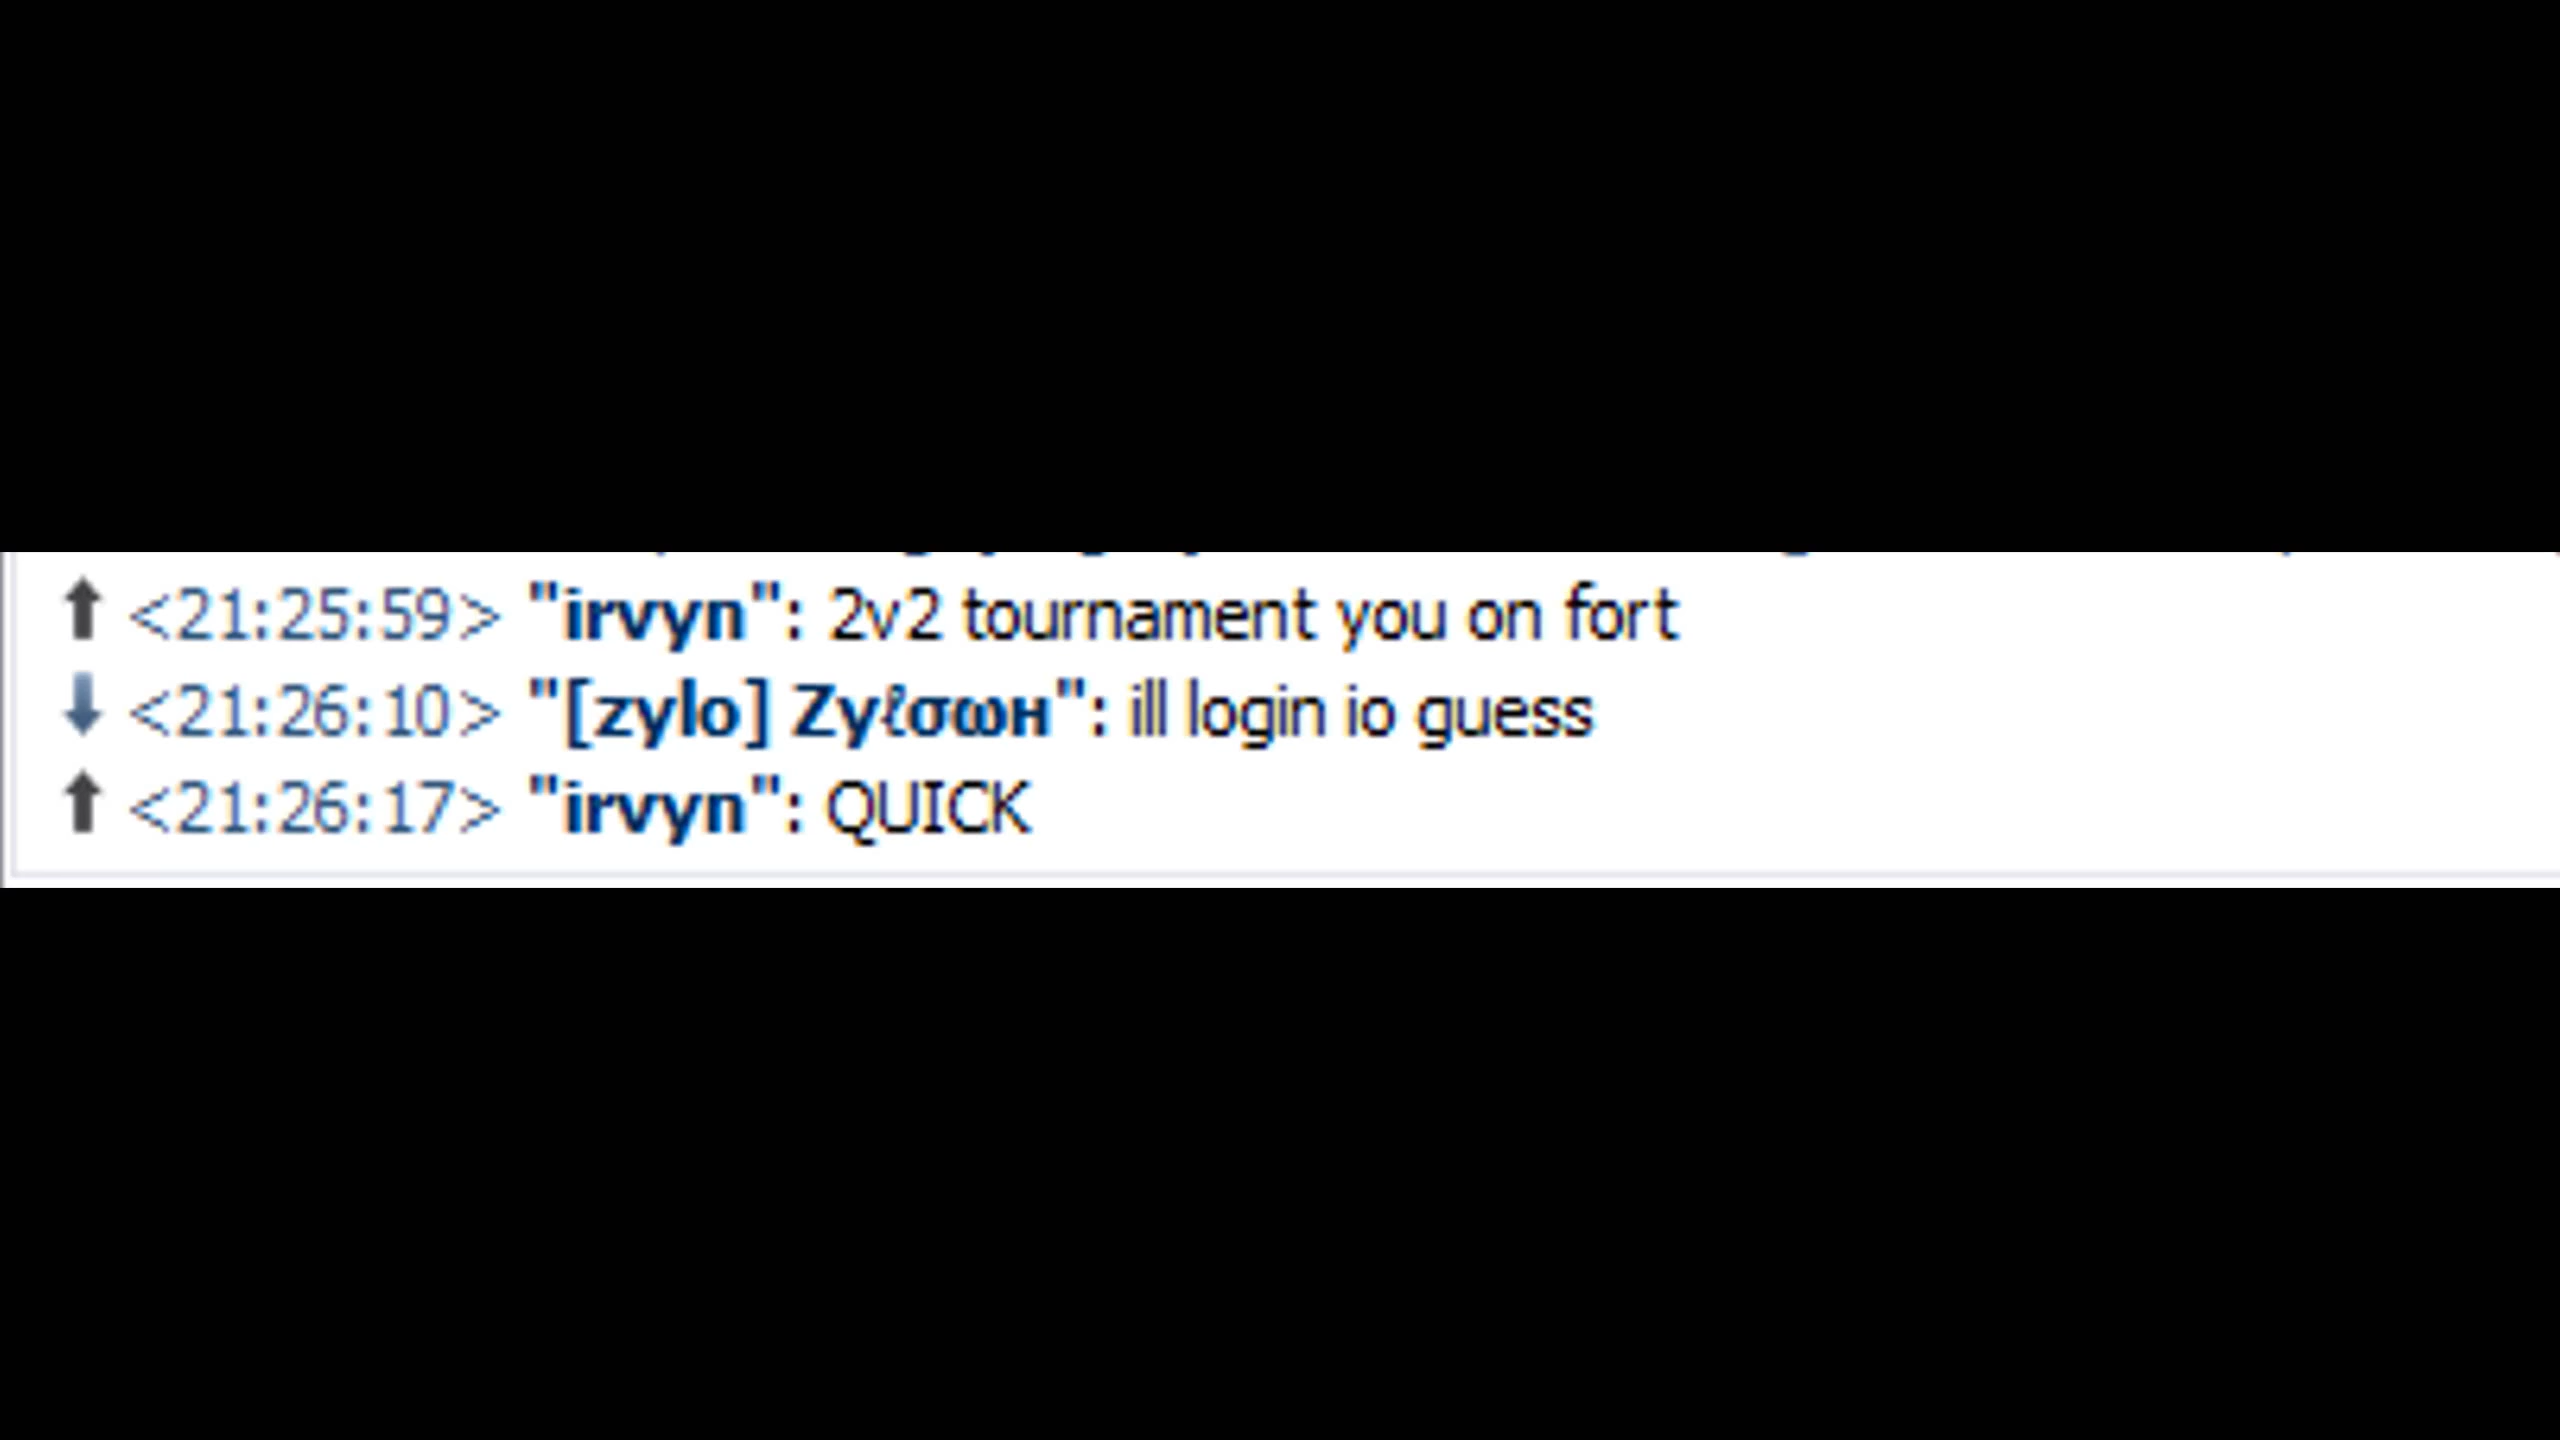 <21:25:59> "irvyn": 2v2 tournament you on fort
<21:26:10> "[zylo] Zyℓσωн": ill login io guess
<21:26:17> "irvyn": QUICK